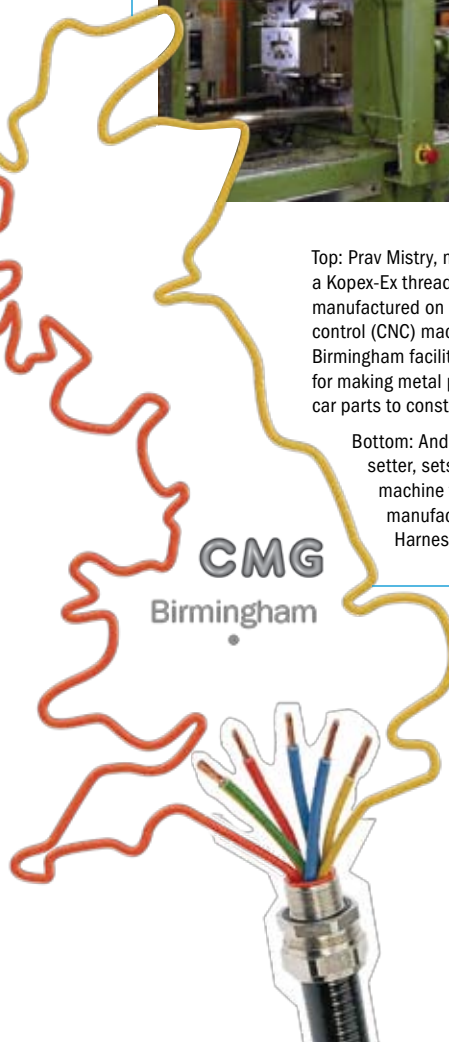 Top: Prav Mistry, m
a Kopex-Ex thread
manufactured on
control (CNC) mac
Birmingham facilit
for making metal p
car parts to const
Bottom: And
setter, sets
machine
manufac
Harnes
CMG
Birmingham